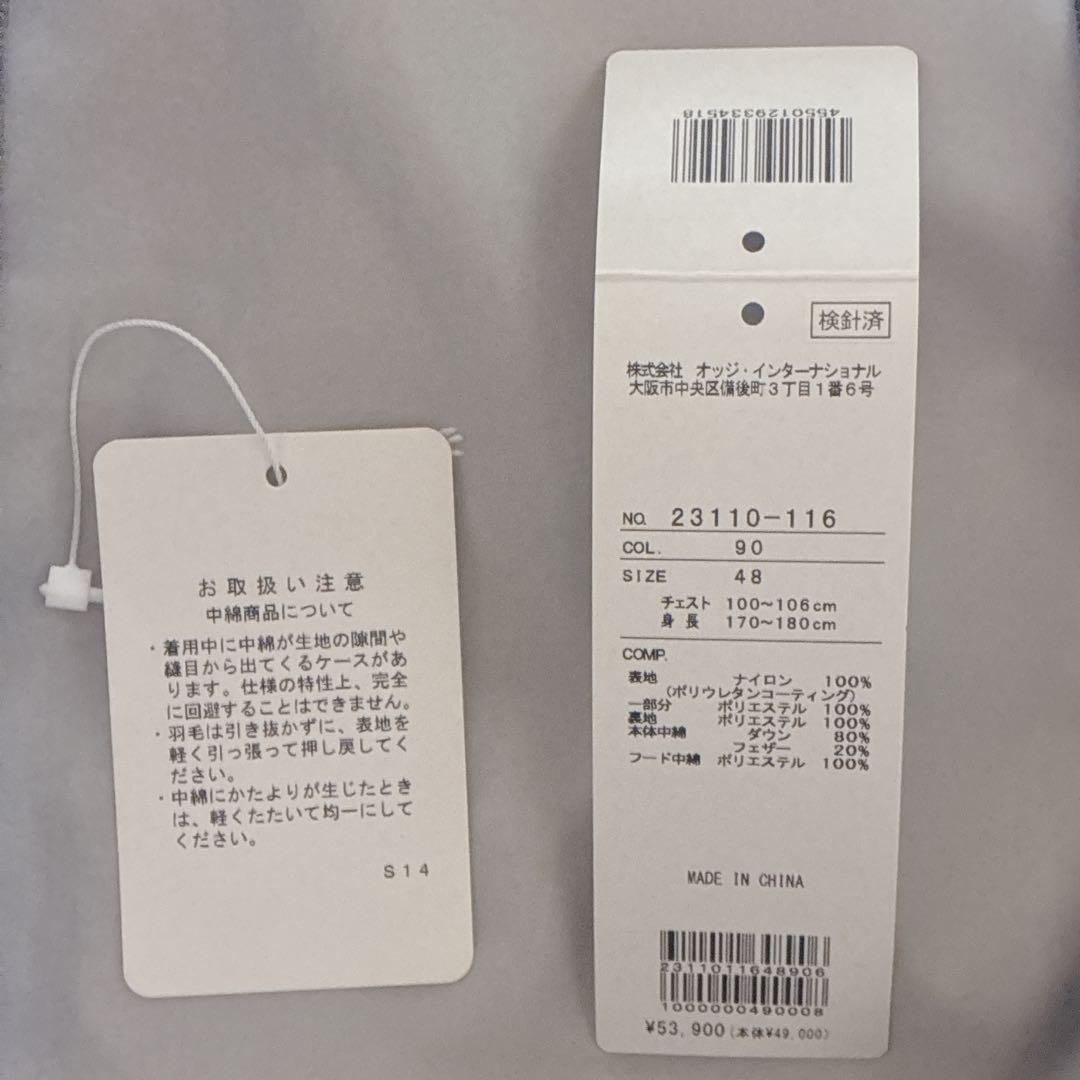 お取扱い注意
中綿商品について
・着用中に中綿が生地の隙間や
縫目から出てくるケースがあ
ります。仕様の特性上、完全
に回避することはできません。
・羽毛は引き抜かずに、表地を
軽く引っ張って押し戻してく
ださい。
・中綿にかたよりが生じたとき
は、軽くたたいて均一にして
ください。
S14
4550129334518
検針済
株式会社 オッジ・インターナショナル
大阪市中央区備後町3丁目1番6号
NO. 23110-116
COL. 90
SIZE 48
チェスト 100~106cm
身長 170~180cm
COMP.
表地 ナイロン 100%
(ポリウレタンコーティング)
一部分 ポリエステル 100%
裏地 ポリエステル 100%
本体中綿 ダウン 80%
フェザー 20%
フード中綿 ポリエステル 100%
MADE IN CHINA
2311011648906
1000000490008
¥53,900(本体¥49,000)